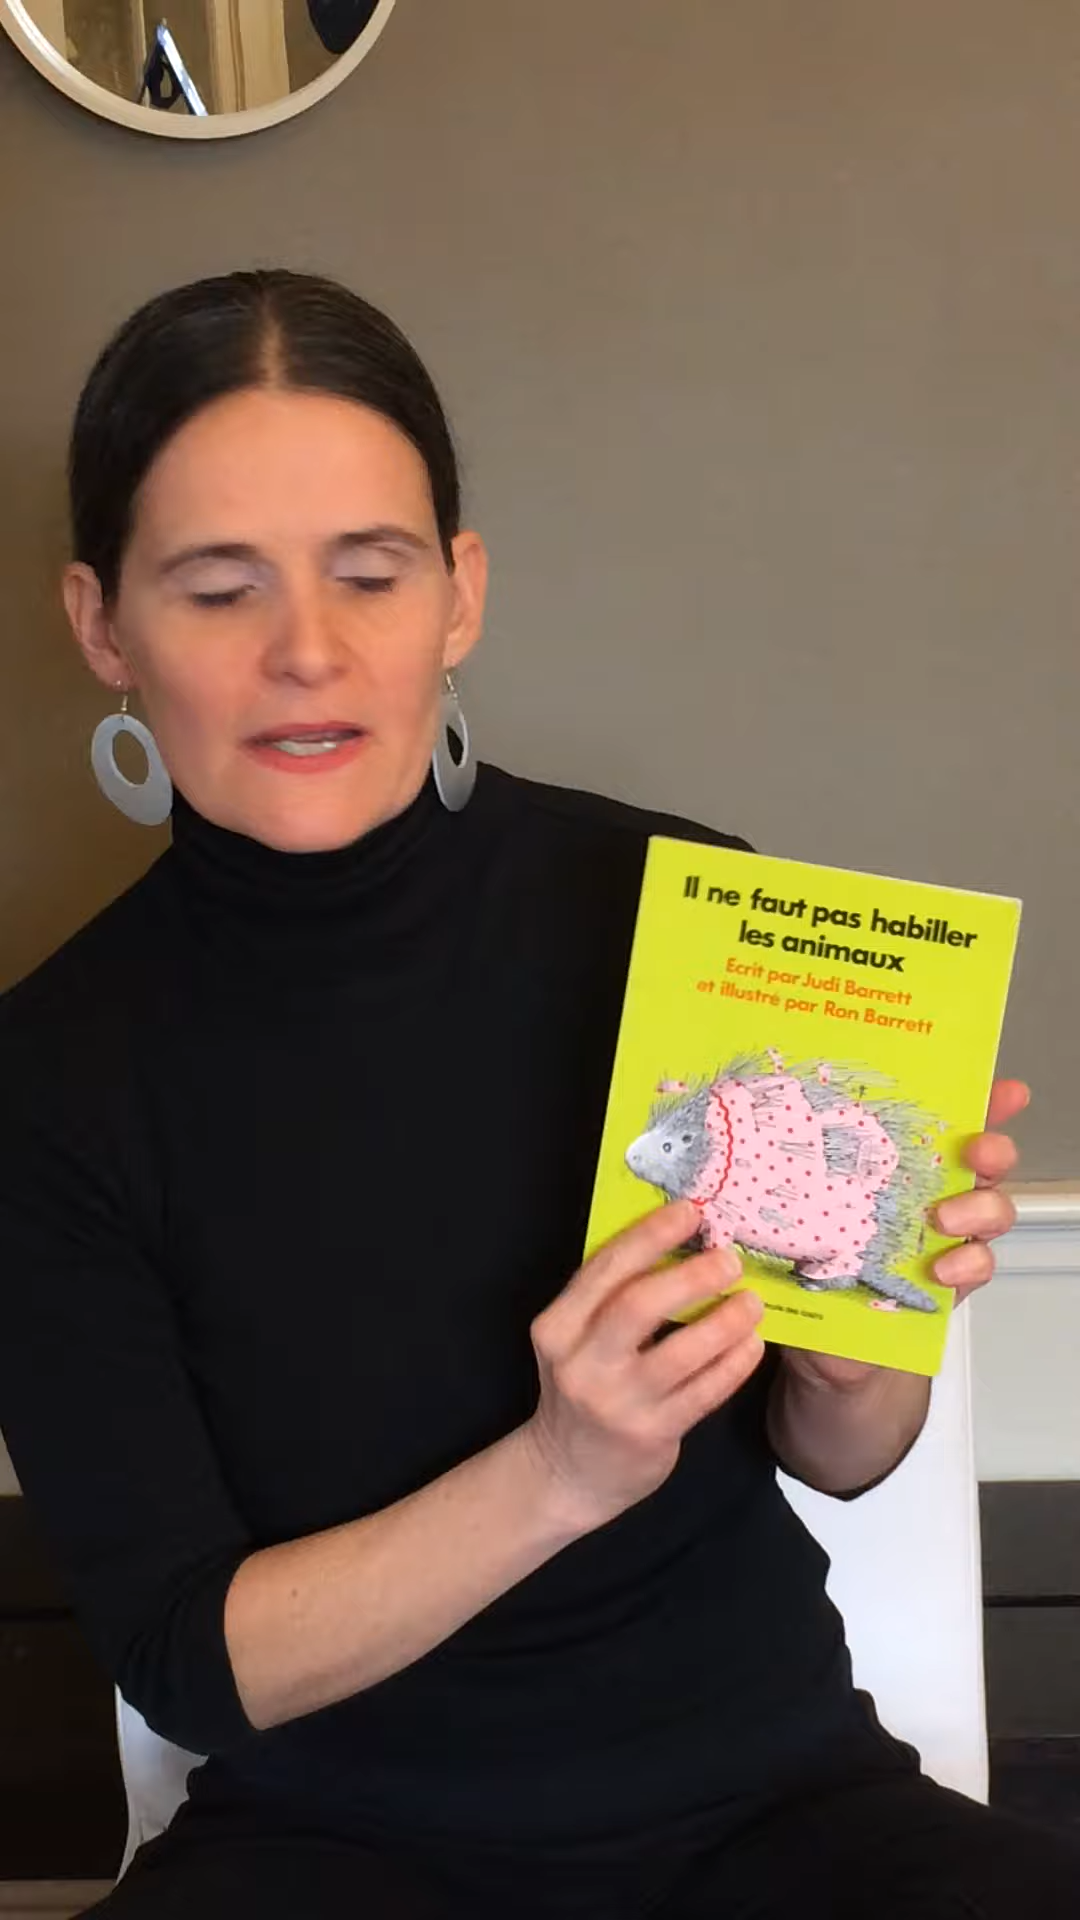 Il ne faut pas habiller
les animaux
Ecrit par Judi Barrett
et illustré par Ron Barrett